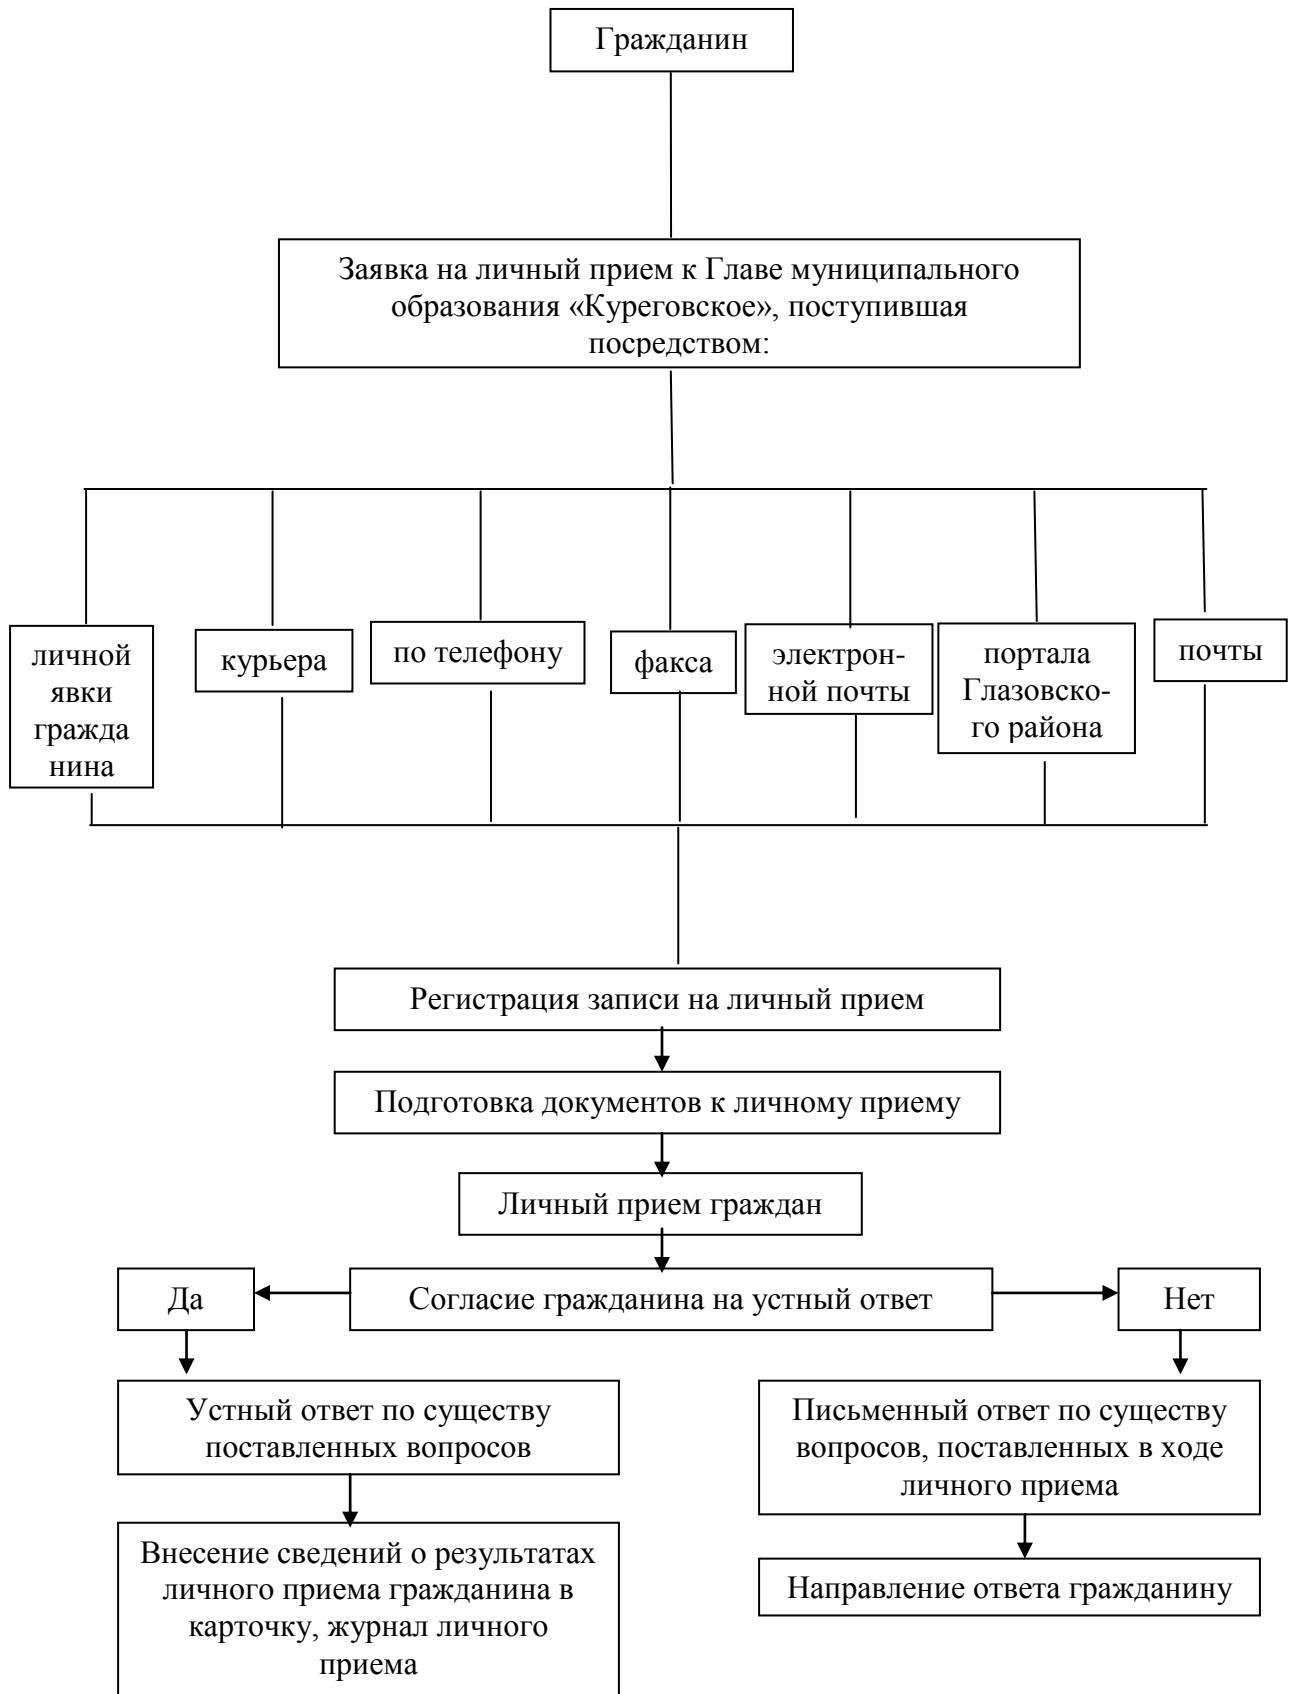 Гражданин
Заявка на личный прием к Главе муниципального
образования «Куреговское», поступившая
посредством:
личной
явки
гражда
нина
курьера
по телефону
факса
электрон-
ной почты
портала
Глазовско-
го района
почты
Регистрация записи на личный прием
Подготовка документов к личному приему
Личный прием граждан
Да
Согласие гражданина на устный ответ
Нет
Устный ответ по существу
поставленных вопросов
Письменный ответ по существу
вопросов, поставленных в ходе
личного приема
Внесение сведений о результатах
личного приема гражданина в
карточку, журнал личного
приема
Направление ответа гражданину